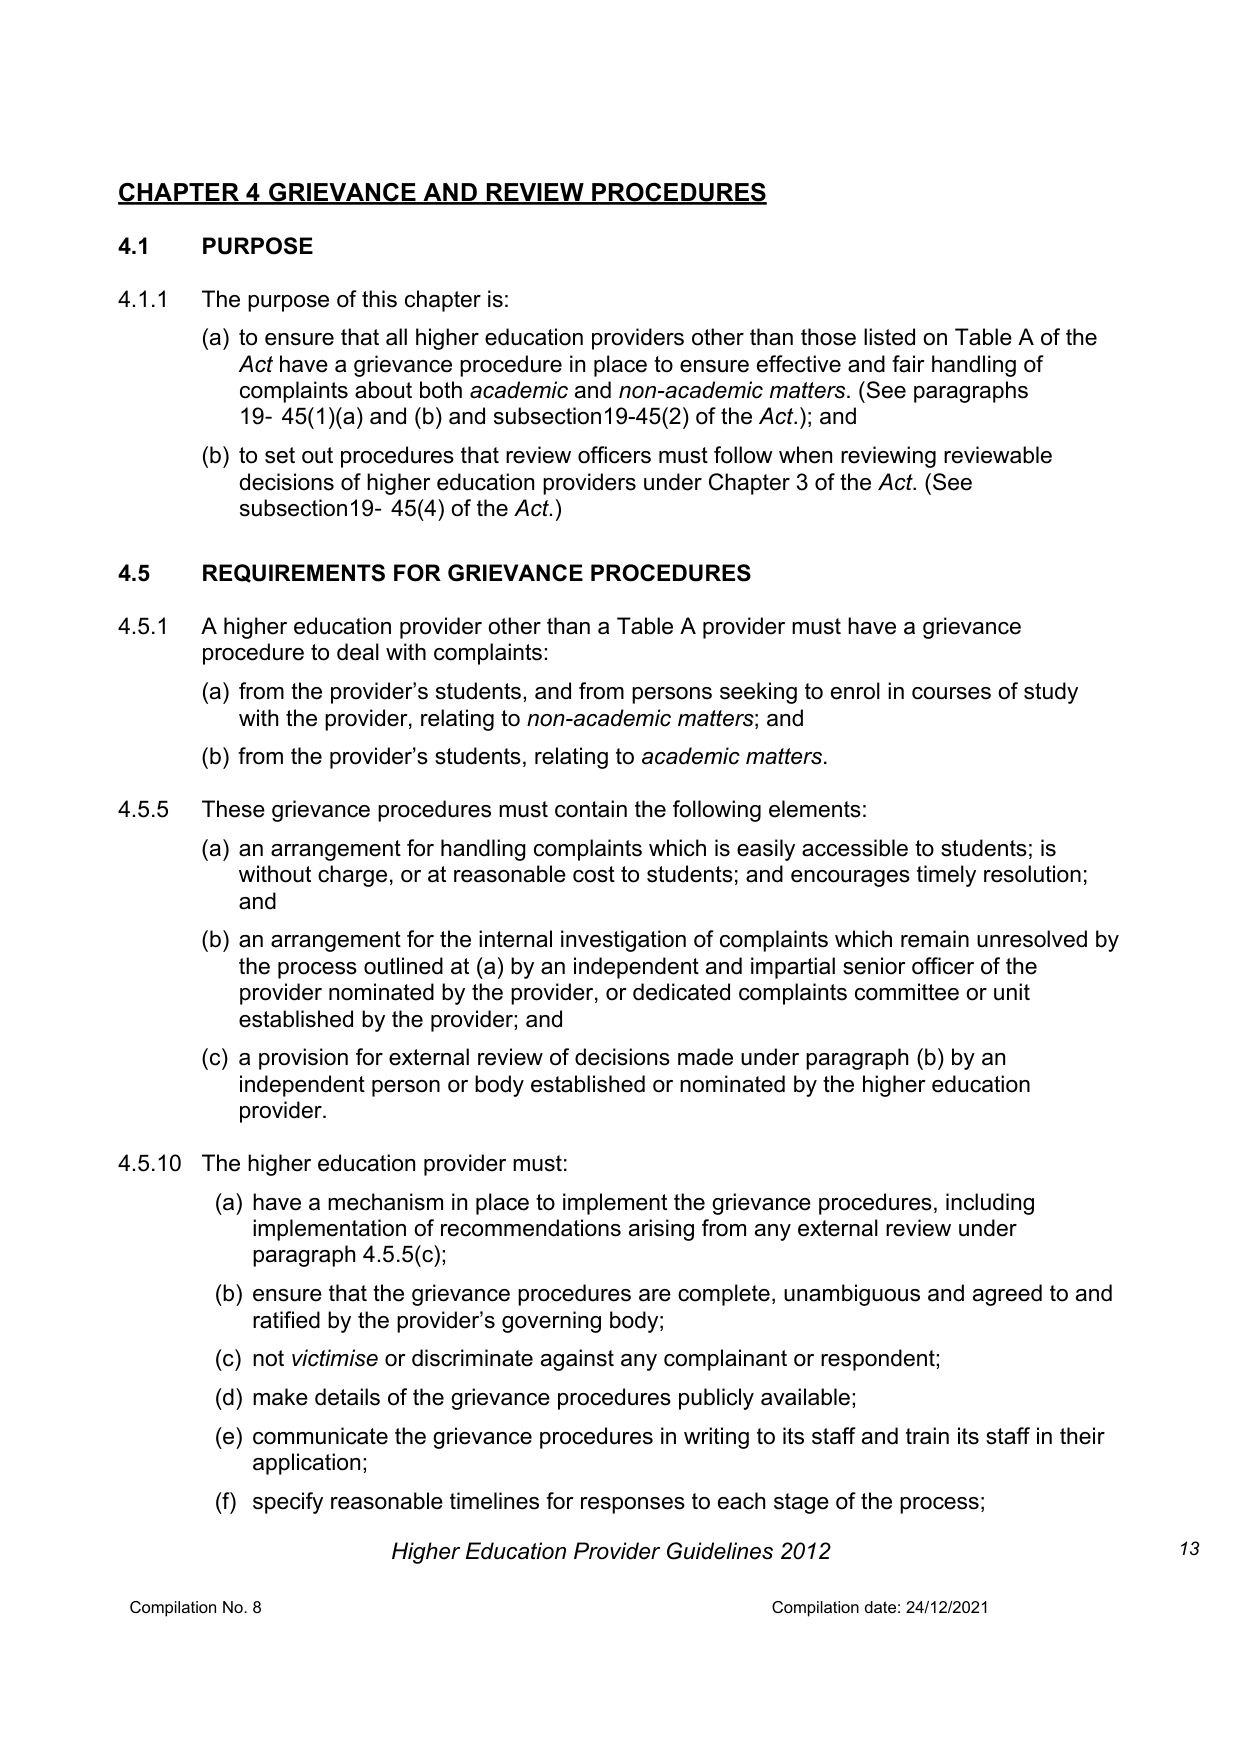 CHAPTER 4 GRIEVANCE AND REVIEW PROCEDURES
4.1 PURPOSE
4.1.1 The purpose of this chapter is:
(a) to ensure that all higher education providers other than those listed on Table A of the
Act have a grievance procedure in place to ensure effective and fair handling of
complaints about both academic and non-academic matters. (See paragraphs
19- 45(1)(a) and (b) and subsection19-45(2) of the Act.); and
(b) to set out procedures that review officers must follow when reviewing reviewable
decisions of higher education providers under Chapter 3 of the Act. (See
subsection19- 45(4) of the Act.)
4.5 REQUIREMENTS FOR GRIEVANCE PROCEDURES
4.5.1 A higher education provider other than a Table A provider must have a grievance
procedure to deal with complaints:
(a) from the provider’s students, and from persons seeking to enrol in courses of study
with the provider, relating to non-academic matters; and
(b) from the provider’s students, relating to academic matters.
4.5.5 These grievance procedures must contain the following elements:
(a) an arrangement for handling complaints which is easily accessible to students; is
without charge, or at reasonable cost to students; and encourages timely resolution;
and
(b) an arrangement for the internal investigation of complaints which remain unresolved by
the process outlined at (a) by an independent and impartial senior officer of the
provider nominated by the provider, or dedicated complaints committee or unit
established by the provider; and
(c) a provision for external review of decisions made under paragraph (b) by an
independent person or body established or nominated by the higher education
provider.
4.5.10 The higher education provider must:
(a) have a mechanism in place to implement the grievance procedures, including
implementation of recommendations arising from any external review under
paragraph 4.5.5(c);
(b) ensure that the grievance procedures are complete, unambiguous and agreed to and
ratified by the provider’s governing body;
(c) not victimise or discriminate against any complainant or respondent;
(d) make details of the grievance procedures publicly available;
(e) communicate the grievance procedures in writing to its staff and train its staff in their
application;
(f) specify reasonable timelines for responses to each stage of the process;
Higher Education Provider Guidelines 2012 13
Compilation No. 8 Compilation date: 24/12/2021